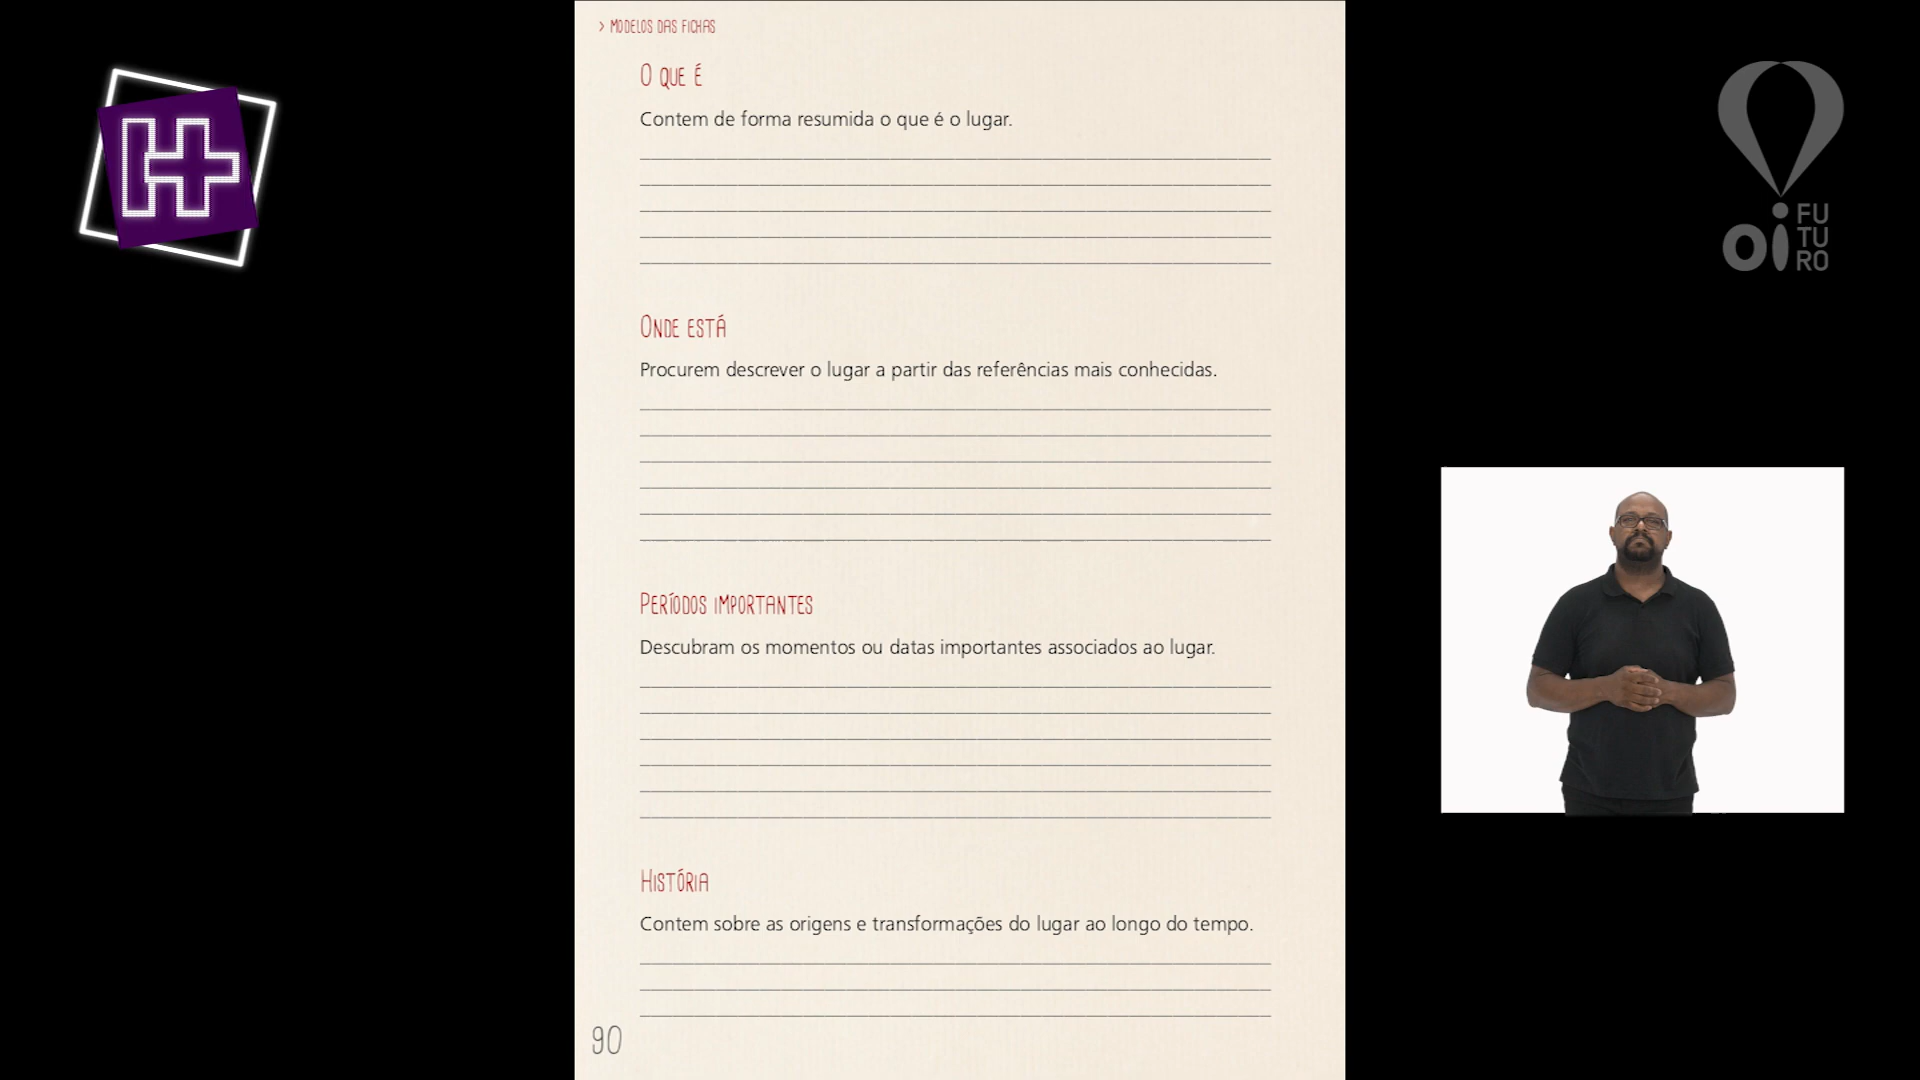 > Modelos das fichas
O que é
Contem de forma resumida o que é o lugar.
Onde está
Procurem descrever o lugar a partir das referências mais conhecidas.
Períodos importantes
Descubram os momentos ou datas importantes associados ao lugar.
História
Contem sobre as origens e transformações do lugar ao longo do tempo.
90
H+
oi
FU
TU
RO